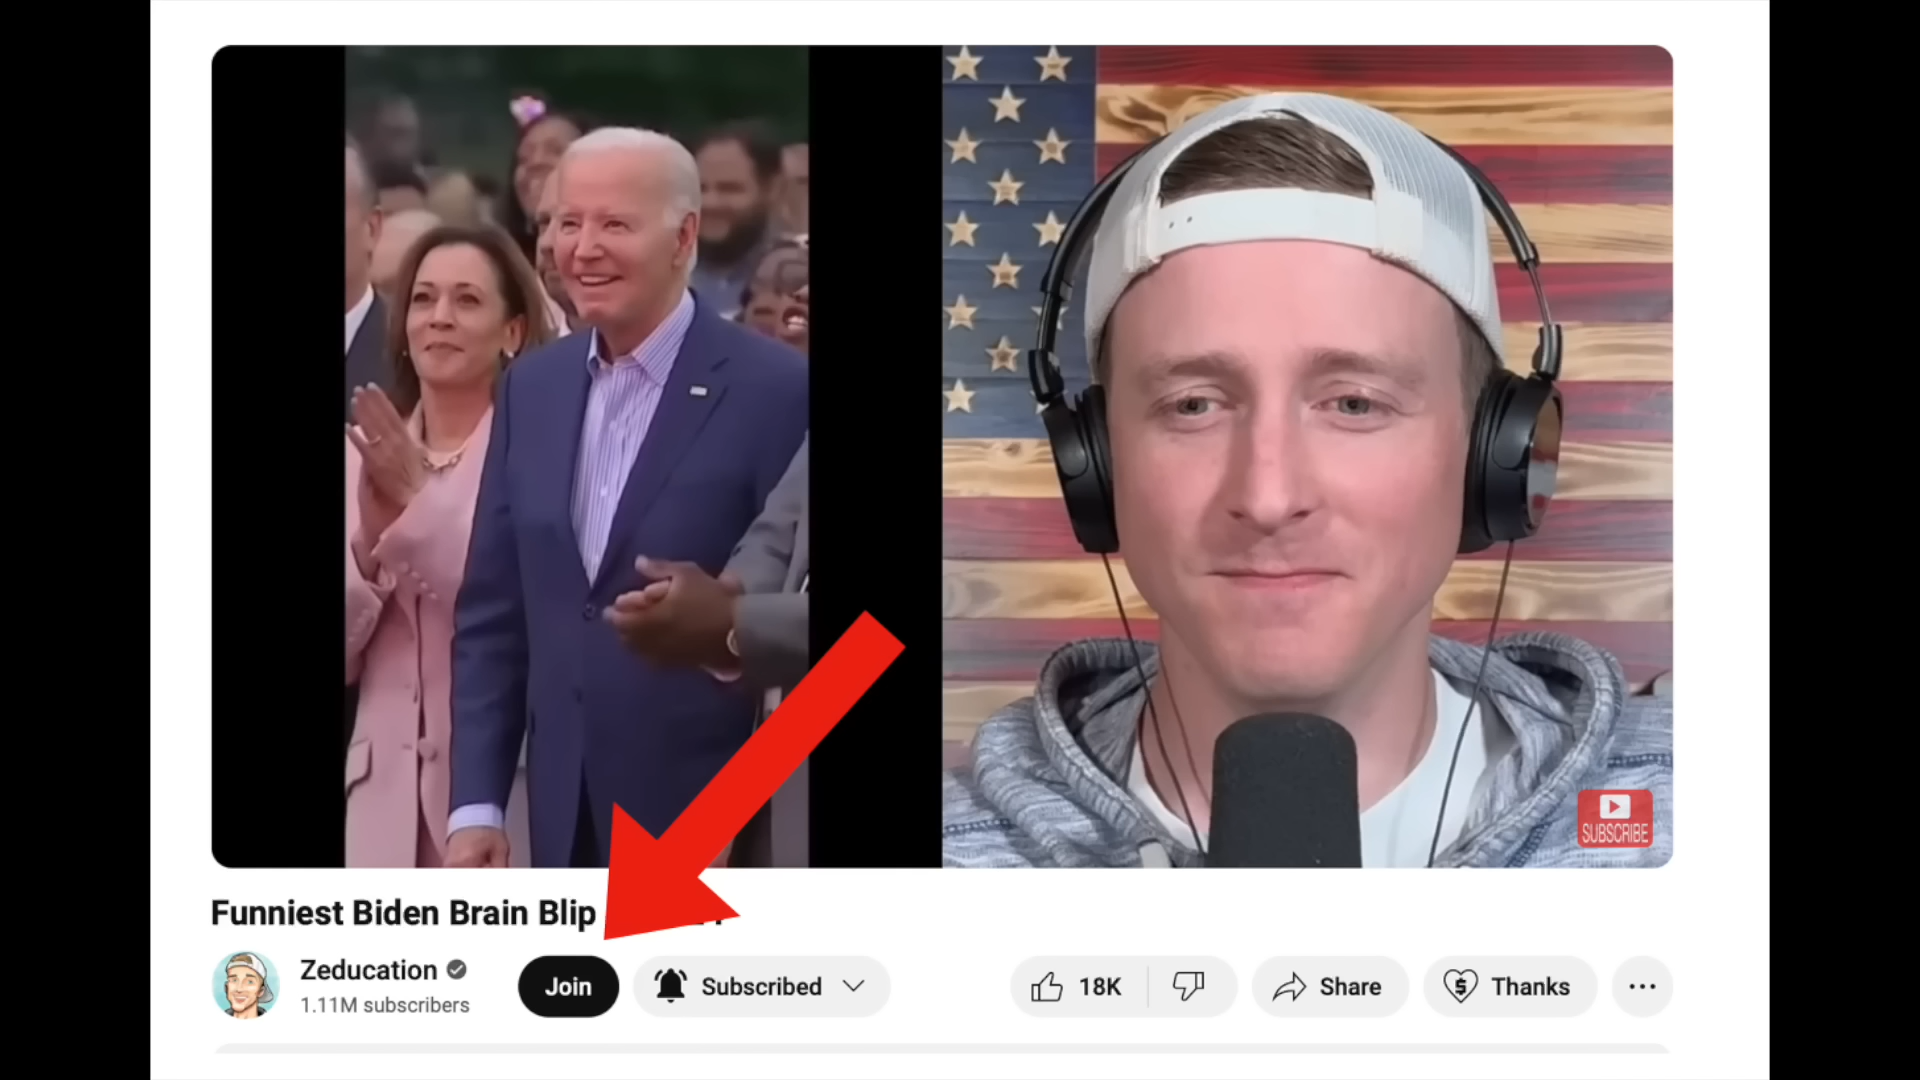 SUBSCRIBE
Funniest Biden Brain Blip
Zeducation
1.11M subscribers
Join
Subscribed
18K
Share
$ Thanks